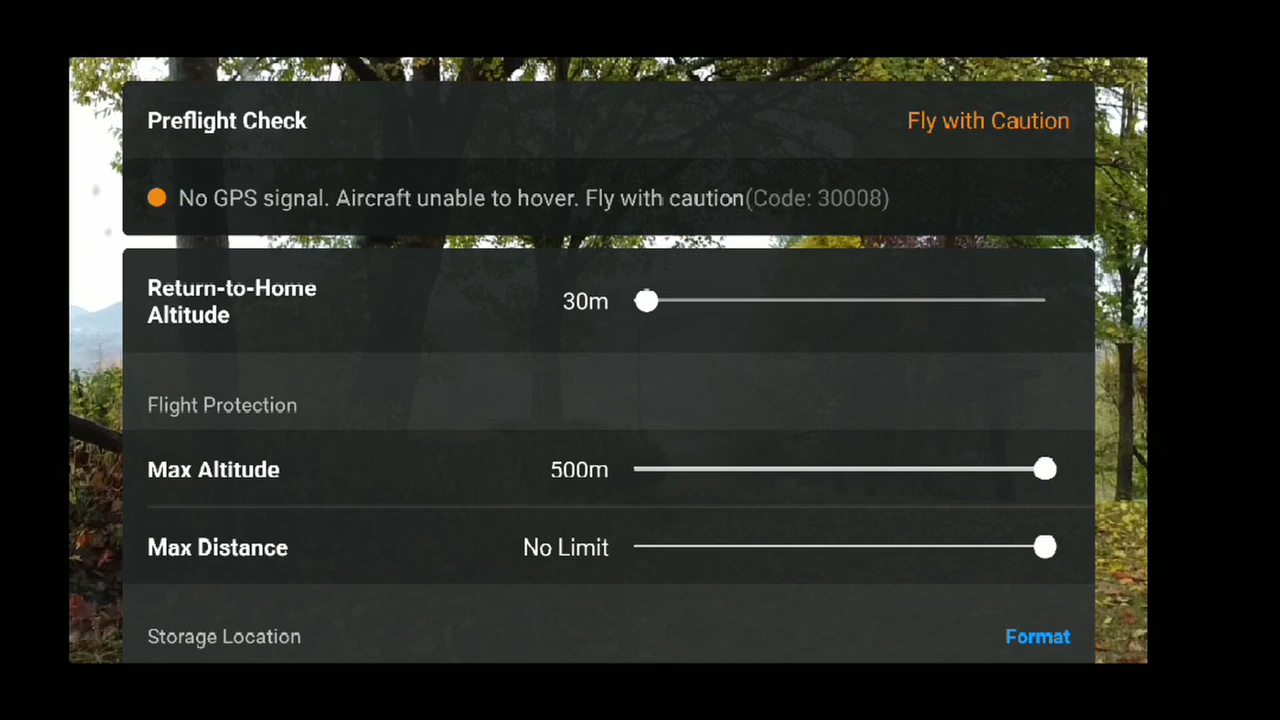 Preflight Check
Fly with Caution
No GPS signal. Aircraft unable to hover. Fly with caution(Code: 30008)
Return-to-Home
Altitude
30m
Flight Protection
Max Altitude
500m
Max Distance
No Limit
Storage Location
Format